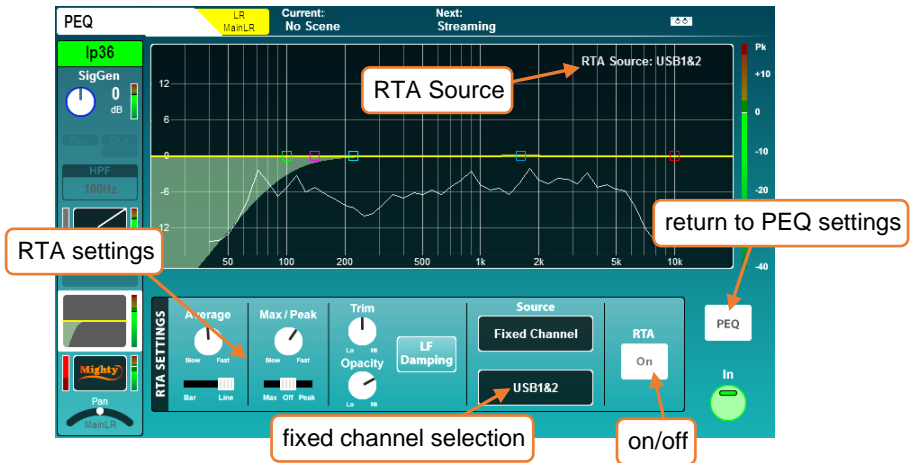 PEQ
LR
MainLR
Current:
No Scene
Next:
Streaming
Ip36
SigGen
0
dB
HPF
100Hz
Mighty
Pan
MainLR
RTA Source: USB1&2
RTA Source
12
6
0
-6
-12
50 100 200 500 1k 2k 5k 10k
Pk
+10
0
-10
-20
-40
return to PEQ settings
RTA settings
RTA SETTINGS
Average
Slow Fast
Bar Line
Max / Peak
Slow Fast
Max Off Peak
Trim
Lo Hi
Opacity
Lo Hi
LF
Damping
Source
Fixed Channel
USB1&2
RTA
On
PEQ
In
fixed channel selection
on/off